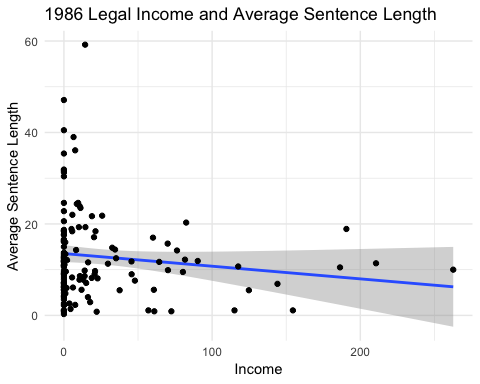 1986 Legal Income and Average Sentence Length
60
40
20
0
Average Sentence Length
0 100 200
Income